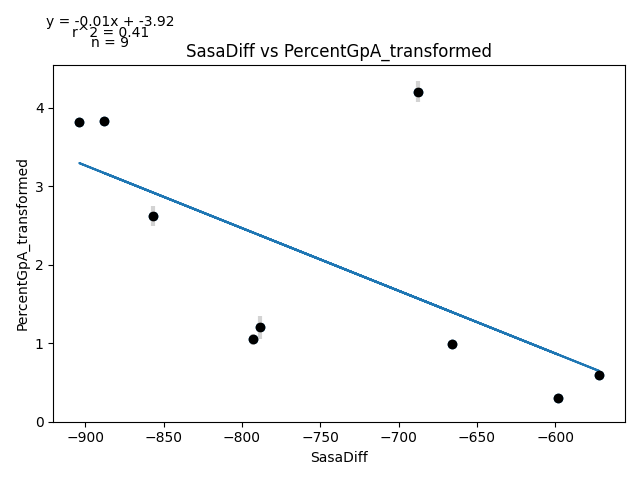 y = -0.01x + -3.92
r^2 = 0.41
n = 9
SasaDiff vs PercentGpA_transformed
PercentGpA_transformed
4
3
2
1
0
−900 −850 −800 −750 −700 −650 −600
SasaDiff